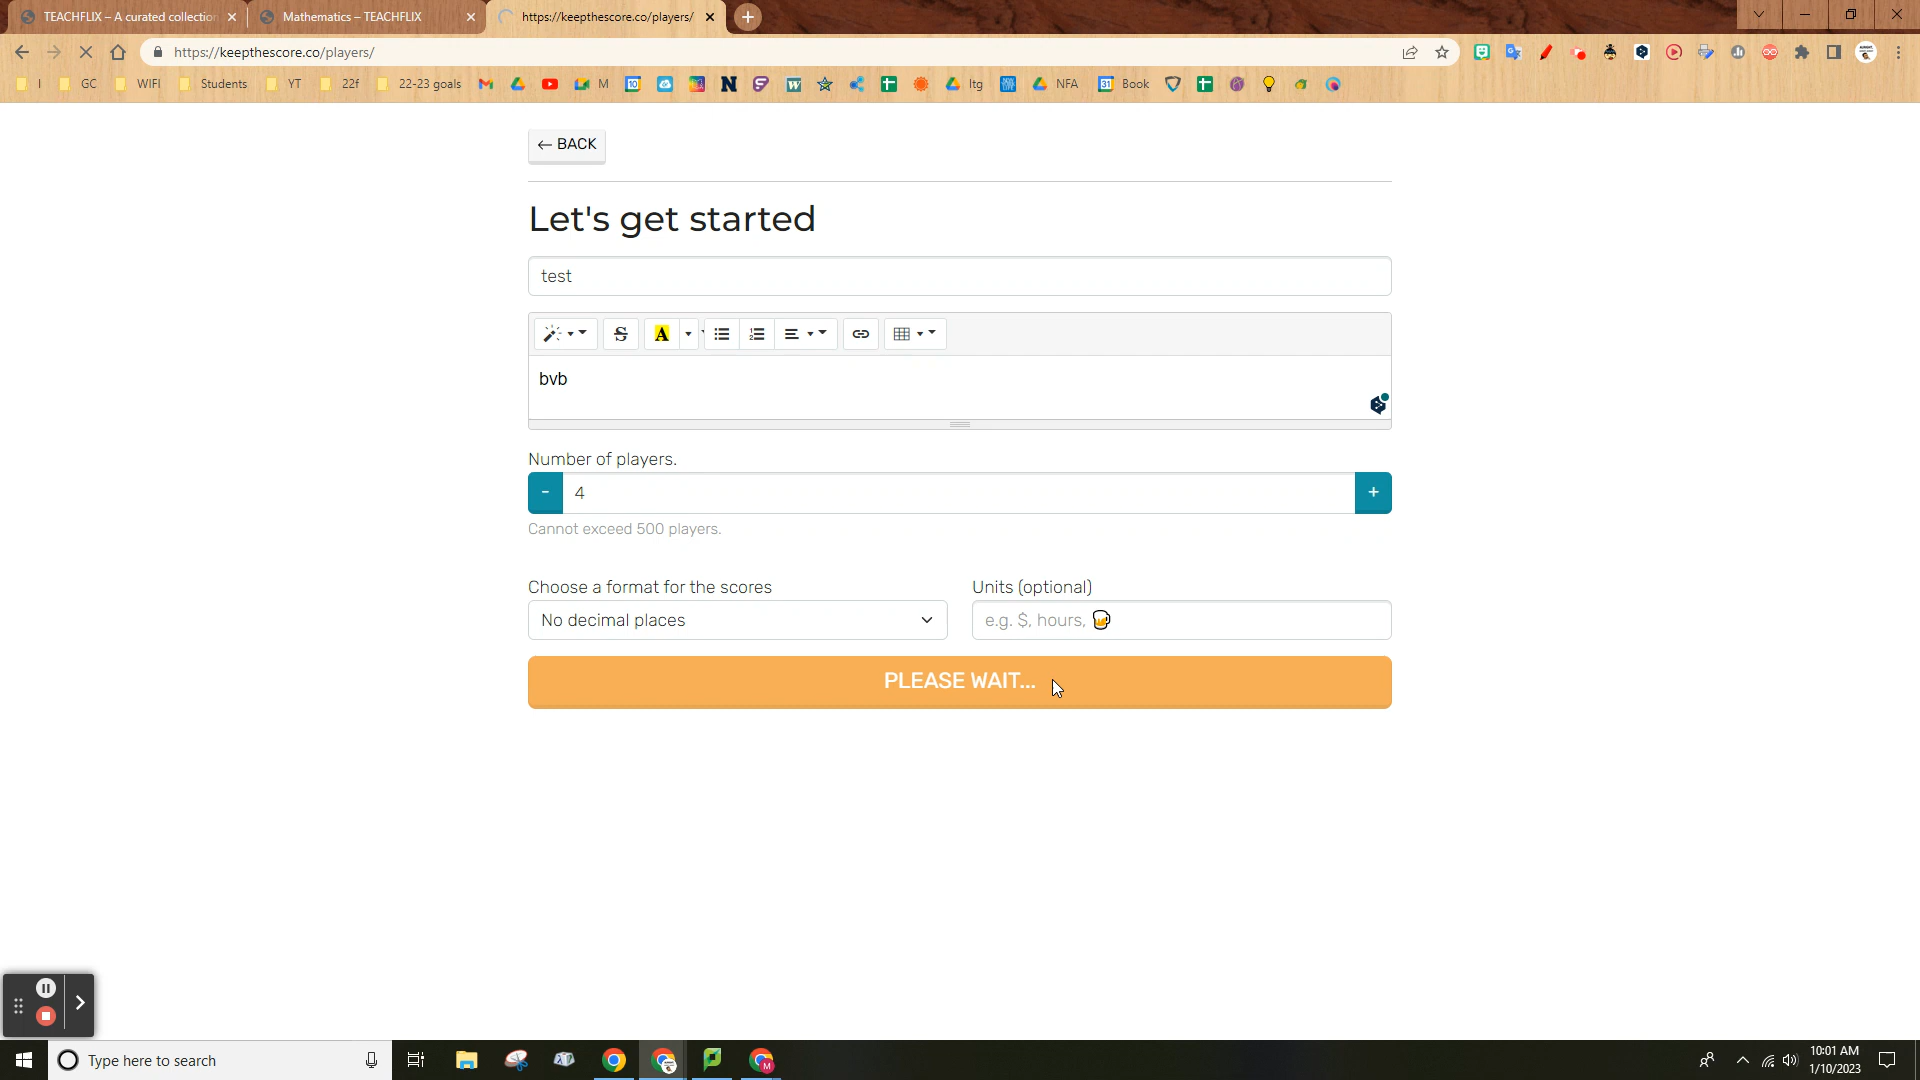 TEACHFLIX – A curated collection
Mathematics – TEACHFLIX
https://keepthescore.co/players/
https://keepthescore.co/players/
I
GC
WIFI
Students
YT
22f
22-23 goals
M
ltg
NFA
Book
← BACK
Let's get started
test
bvb
Number of players.
-
4
+
Cannot exceed 500 players.
Choose a format for the scores
Units (optional)
No decimal places
e.g. $, hours, 🍺
PLEASE WAIT...
Type here to search
10:01 AM
1/10/2023